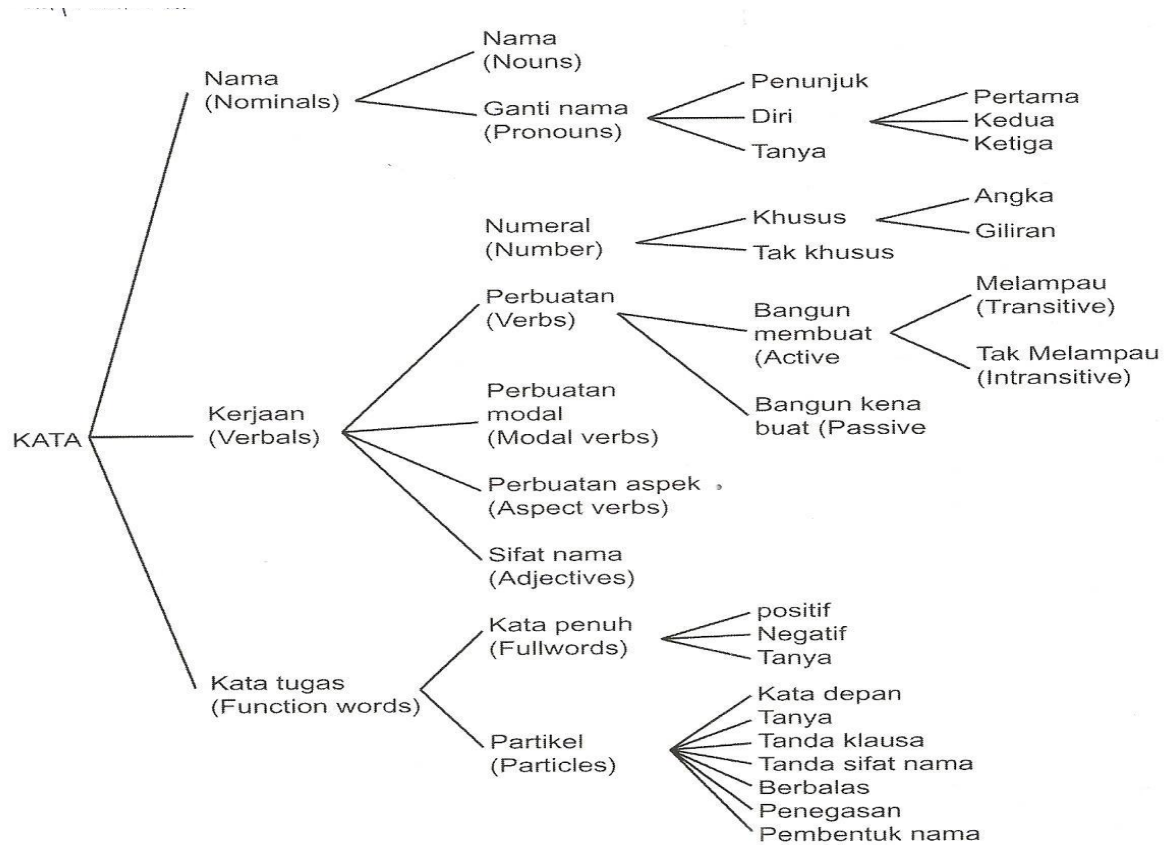 Nama
(Nominals)
Nama
(Nouns)
Ganti nama
(Pronouns)
Penunjuk
Diri
Tanya
Pertama
Kedua
Ketiga
Numeral
(Number)
Khusus
Tak khusus
Angka
Giliran
KATA
Kerjaan
(Verbals)
Perbuatan
(Verbs)
Bangun
membuat
(Active
Melampau
(Transitive)
Tak Melampau
(Intransitive)
Bangun kena
buat (Passive
Perbuatan
modal
(Modal verbs)
Perbuatan aspek
(Aspect verbs)
Sifat nama
(Adjectives)
Kata tugas
(Function words)
Kata penuh
(Fullwords)
positif
Negatif
Tanya
Partikel
(Particles)
Kata depan
Tanya
Tanda klausa
Tanda sifat nama
Berbalas
Penegasan
Pembentuk nama